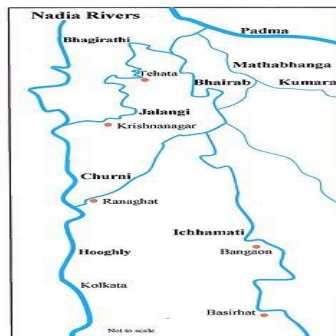 Nadia Rivers
Padma
Bhagirathi
Mathabhanga
Tehata
Bhairab
Kumara
Jalangi
Krishnanagar
Churni
Ranaghat
Ichhamati
Hooghly
Bangaon
Kolkata
Basirhat
Not to scale